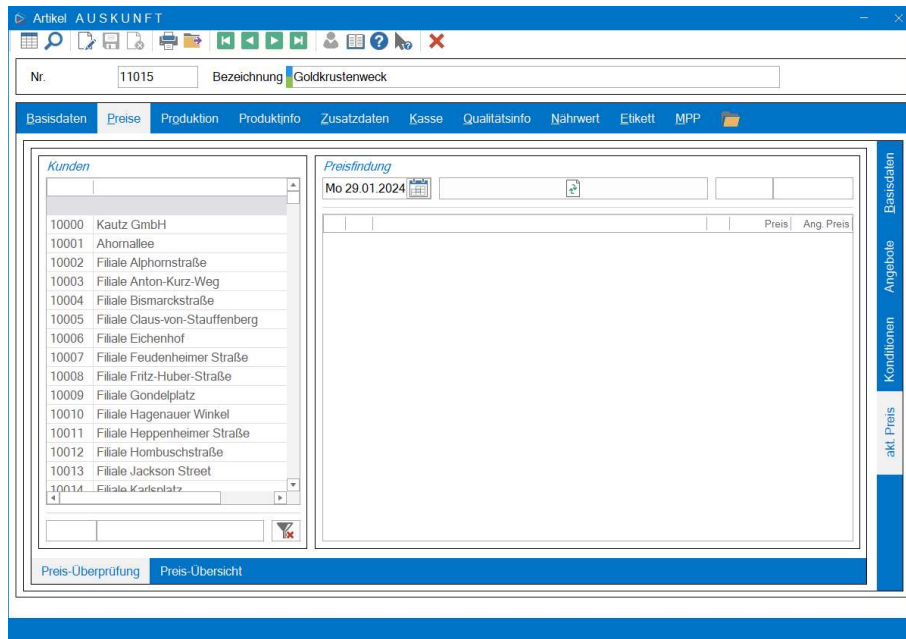 Artikel AUSKUNFT
Nr. 11015 Bezeichnung Goldkrustenweck
Basisdaten Preise Produktion Produktinfo Zusatzdaten Kasse Qualitätsinfo Nährwert Etikett MPP
Kunden
10000 Kautz GmbH
10001 Ahornallee
10002 Filiale Alphornstraße
10003 Filiale Anton-Kurz-Weg
10004 Filiale Bismarckstraße
10005 Filiale Claus-von-Stauffenberg
10006 Filiale Eichenhof
10007 Filiale Feudenheimer Straße
10008 Filiale Fritz-Huber-Straße
10009 Filiale Gondelplatz
10010 Filiale Hagenauer Winkel
10011 Filiale Heppenheimer Straße
10012 Filiale Hombuschstraße
10013 Filiale Jackson Street
10014 Filiale Karlsplatz
Preisfindung
Mo 29.01.2024
Preis Ang. Preis
Basisdaten
Angebote
Konditionen
akt. Preis
Preis-Überprüfung Preis-Übersicht